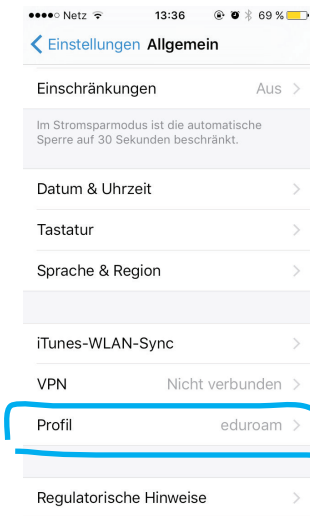 Netz 13:36 69 %
Einstellungen Allgemein
Einschränkungen Aus
Im Stromsparmodus ist die automatische
Sperre auf 30 Sekunden beschränkt.
Datum & Uhrzeit
Tastatur
Sprache & Region
iTunes-WLAN-Sync
VPN Nicht verbunden
Profil eduroam
Regulatorische Hinweise